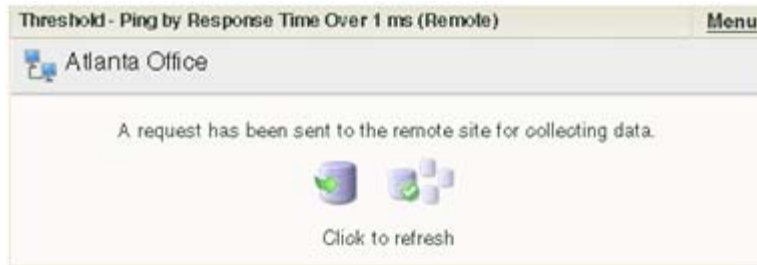 Threshold - Ping by Response Time Over 1 ms (Remote) Menu
Atlanta Office
A request has been sent to the remote site for collecting data.
Click to refresh